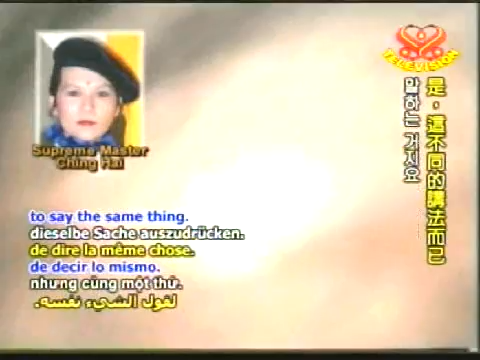 Supreme Master
Ching Hai
TELEVISION
是，這不同的講法而已
말하는 거지요
to say the same thing.
dieselbe Sache auszudrücken.
de dire la même chose.
de decir lo mismo.
nhưng cùng một thứ.
لقول الشيء نفسه.